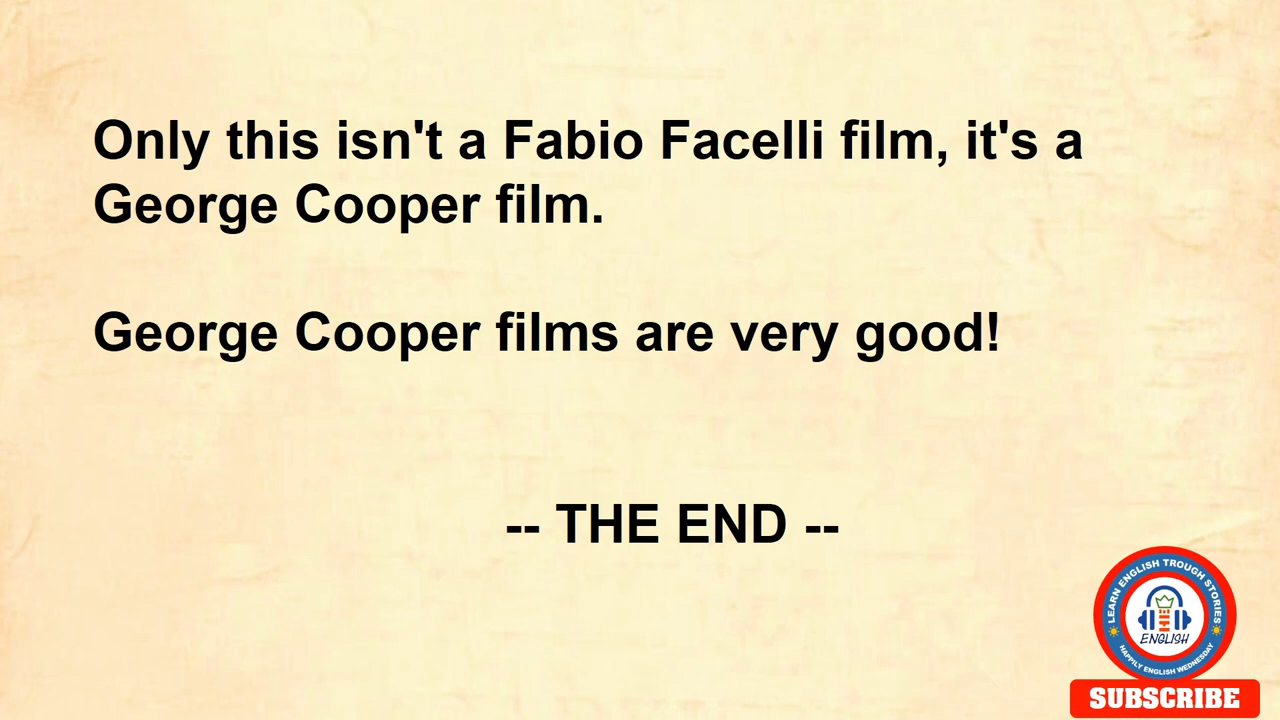 Only this isn't a Fabio Facelli film, it's a
George Cooper film.
George Cooper films are very good!
-- THE END --
LEARN ENGLISH TROUGH STORIES
ENGLISH
HAPPILY ENGLISH WEDNESDAY
SUBSCRIBE